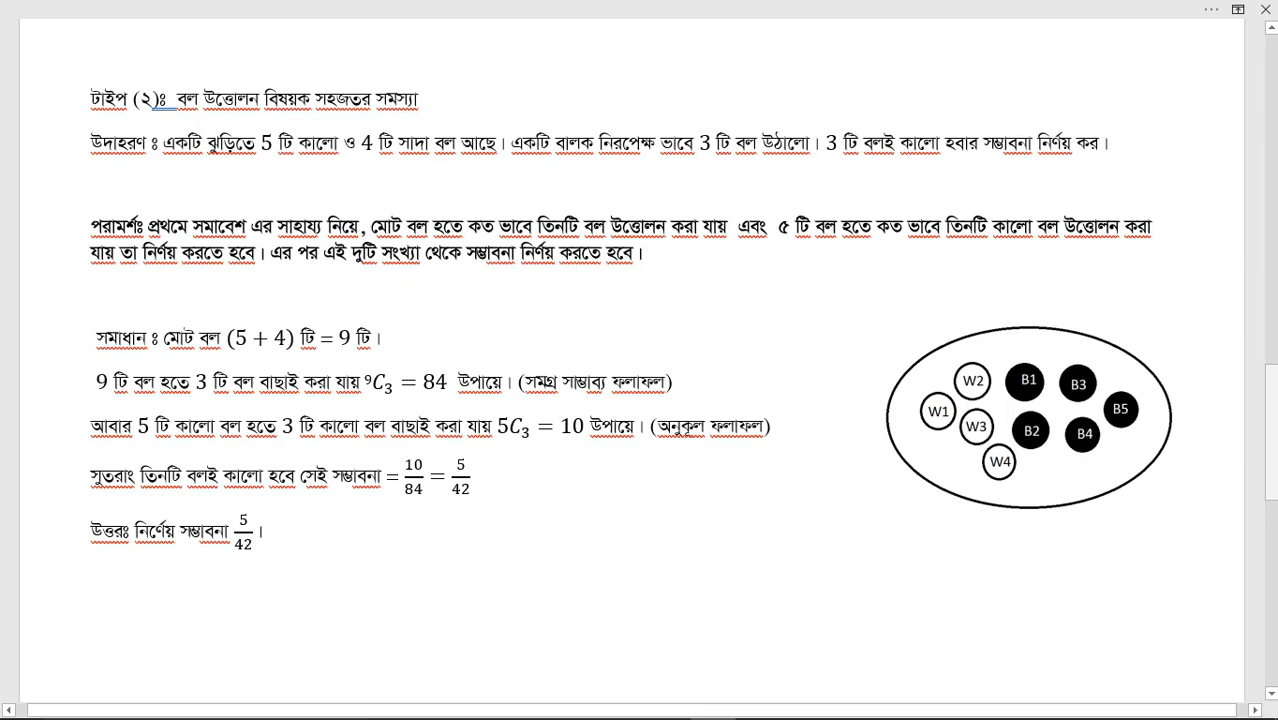 টাইপ (২)ঃ বল উত্তোলন বিষয়ক সহজতর সমস্যা
উদাহরণ ঃ একটি ঝুড়িতে 5 টি কালো ও 4 টি সাদা বল আছে। একটি বালক নিরপেক্ষ ভাবে 3 টি বল উঠালো। 3 টি বলই কালো হবার সম্ভাবনা নির্ণয় কর।
পরামর্শঃ প্রথমে সমাবেশ এর সাহায্য নিয়ে, মোট বল হতে কত ভাবে তিনটি বল উত্তোলন করা যায় এবং ৫ টি বল হতে কত ভাবে তিনটি কালো বল উত্তোলন করা
যায় তা নির্ণয় করতে হবে। এর পর এই দুটি সংখ্যা থেকে সম্ভাবনা নির্ণয় করতে হবে।
সমাধান ঃ মোট বল (5 + 4) টি = 9 টি।
9 টি বল হতে 3 টি বল বাছাই করা যায় ⁹C₃ = 84 উপায়ে। (সমগ্র সাম্ভাব্য ফলাফল)
আবার 5 টি কালো বল হতে 3 টি কালো বল বাছাই করা যায় 5C₃ = 10 উপায়ে। (অনুকুল ফলাফল)
সুতরাং তিনটি বলই কালো হবে সেই সম্ভাবনা = 10/84 = 5/42
উত্তরঃ নির্ণেয় সম্ভাবনা 5/42 ।
W2 B1 B3
W1 B5
W3 B2 B4
W4